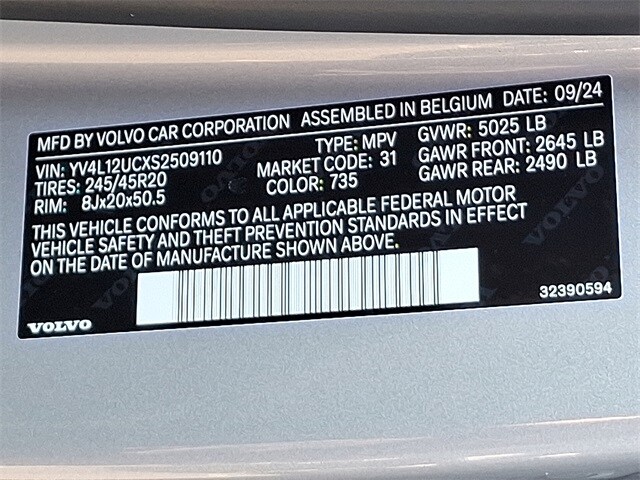 MFD BY VOLVO CAR CORPORATION ASSEMBLED IN BELGIUM DATE: 09/24
VIN: YV4L12UCXS2509110 TYPE: MPV GVWR: 5025 LB
TIRES: 245/45R20 MARKET CODE: 31 GAWR FRONT: 2645 LB
RIM: 8Jx20x50.5 COLOR: 735 GAWR REAR: 2490 LB
THIS VEHICLE CONFORMS TO ALL APPLICABLE FEDERAL MOTOR
VEHICLE SAFETY AND THEFT PREVENTION STANDARDS IN EFFECT
ON THE DATE OF MANUFACTURE SHOWN ABOVE.
VOLVO 32390594